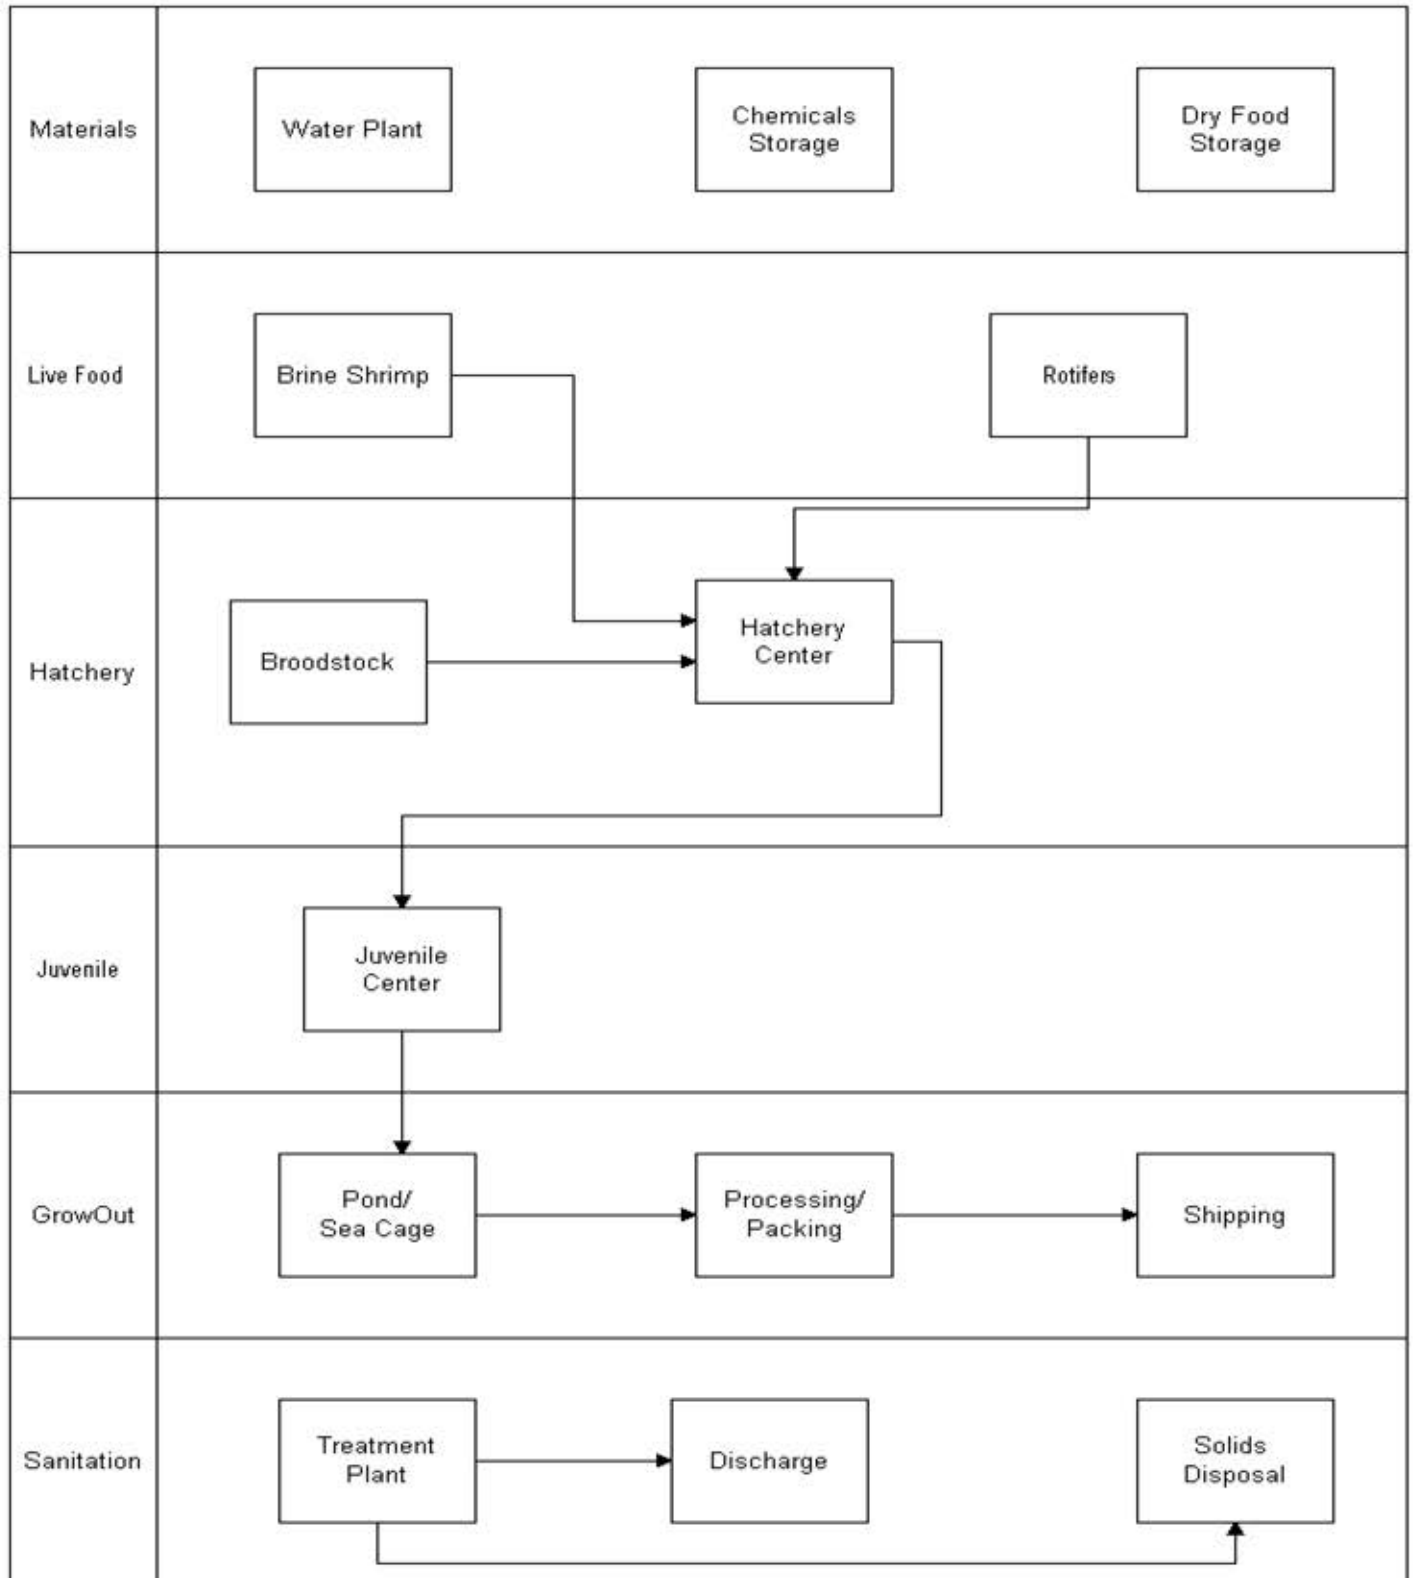 Materials
Water Plant
Chemicals
Storage
Dry Food
Storage
Live Food
Brine Shrimp
Rotifers
Hatchery
Broodstock
Hatchery
Center
Juvenile
Juvenile
Center
GrowOut
Pond/
Sea Cage
Processing/
Packing
Shipping
Sanitation
Treatment
Plant
Discharge
Solids
Disposal